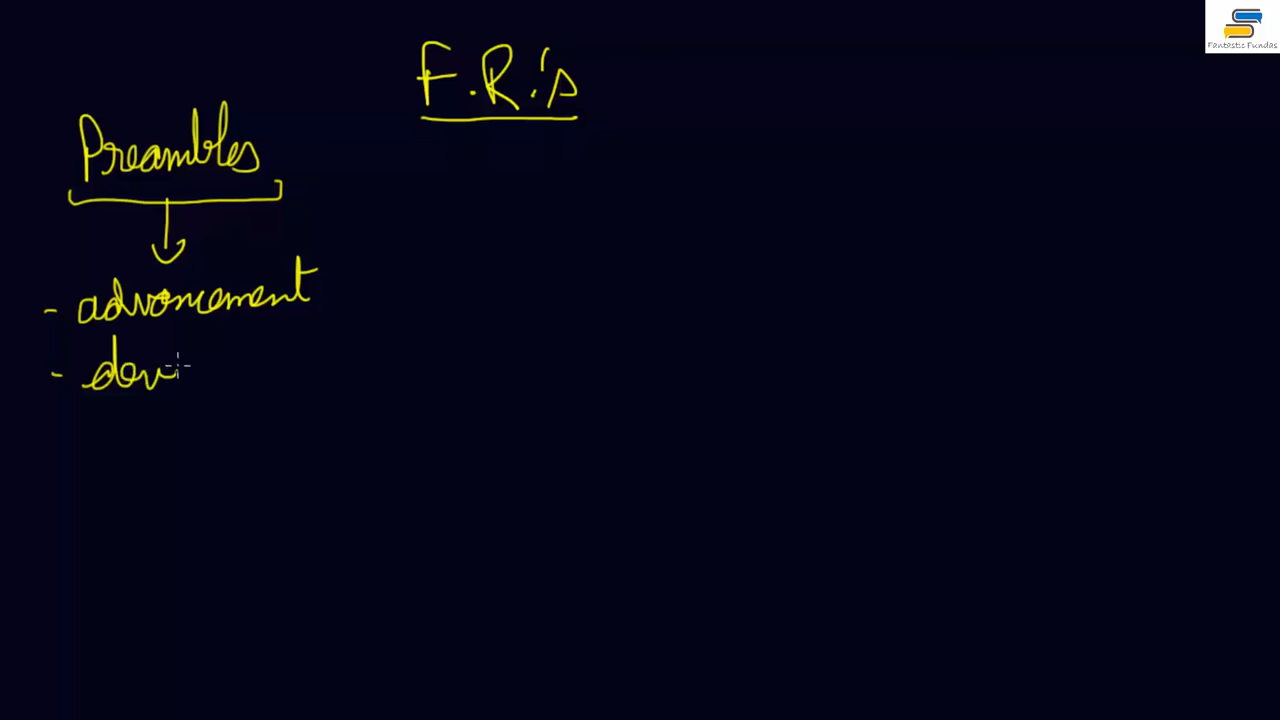 F.R.'s
Preambles
- advancement
- dev
Fantastic Fundas